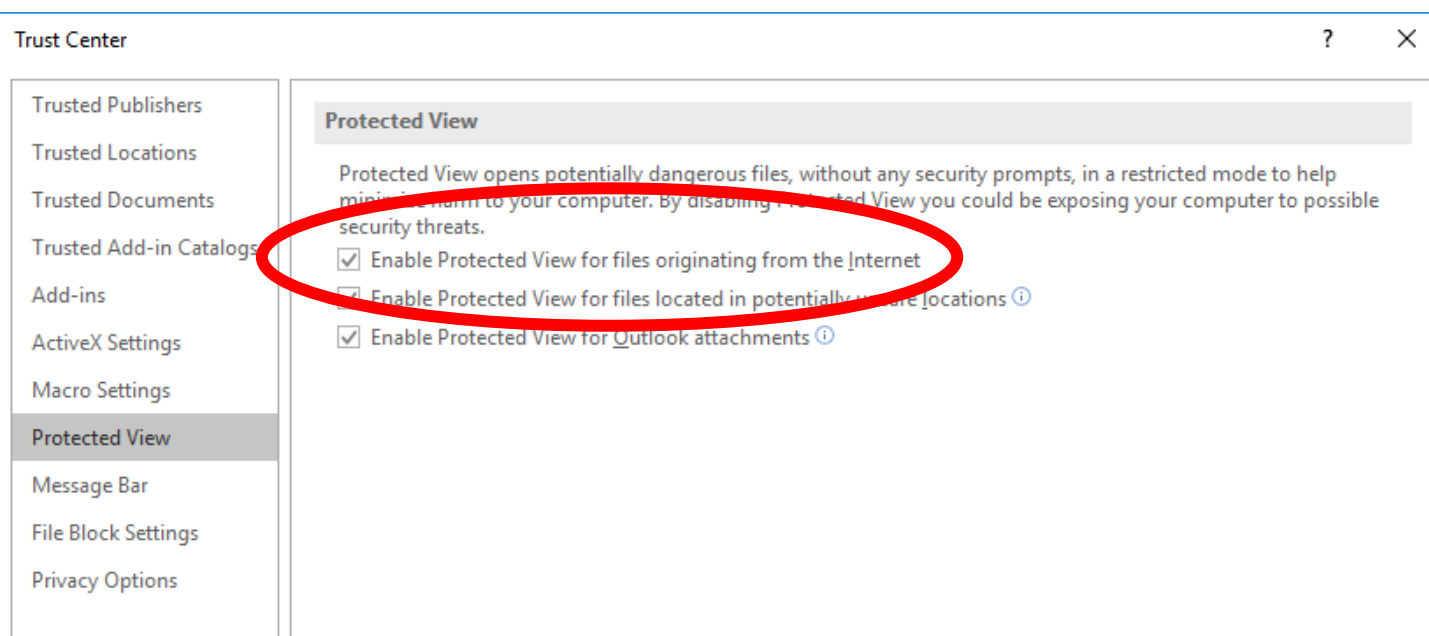 Trust Center
?
Trusted Publishers
Trusted Locations
Trusted Documents
Trusted Add-in Catalogs
Add-ins
ActiveX Settings
Macro Settings
Protected View
Message Bar
File Block Settings
Privacy Options
Protected View
Protected View opens potentially dangerous files, without any security prompts, in a restricted mode to help
minimize harm to your computer. By disabling Protected View you could be exposing your computer to possible
security threats.
Enable Protected View for files originating from the Internet
Enable Protected View for files located in potentially unsafe locations
Enable Protected View for Outlook attachments